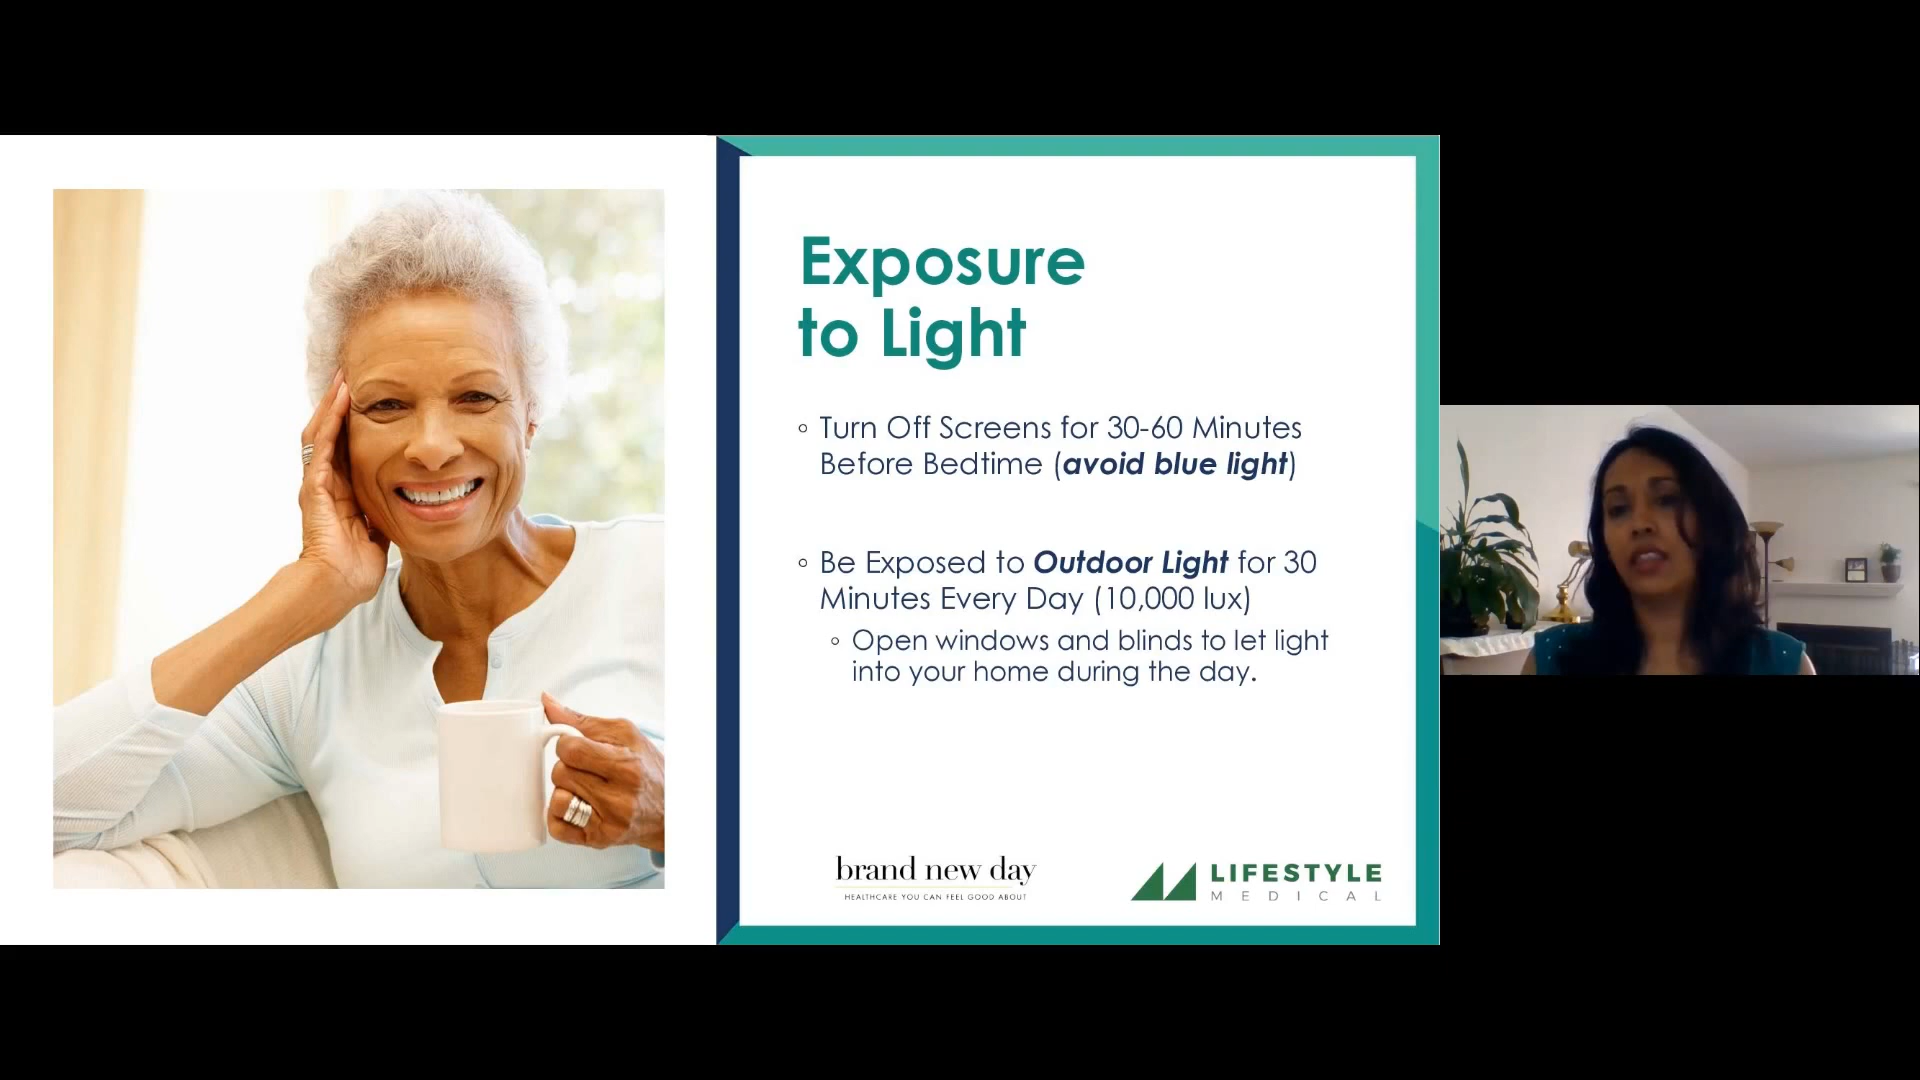 Exposure
to Light
◦ Turn Off Screens for 30-60 Minutes
Before Bedtime (avoid blue light)
◦ Be Exposed to Outdoor Light for 30
Minutes Every Day (10,000 lux)
◦ Open windows and blinds to let light
into your home during the day.
brand new day
HEALTHCARE YOU CAN FEEL GOOD ABOUT
LIFESTYLE
MEDICAL